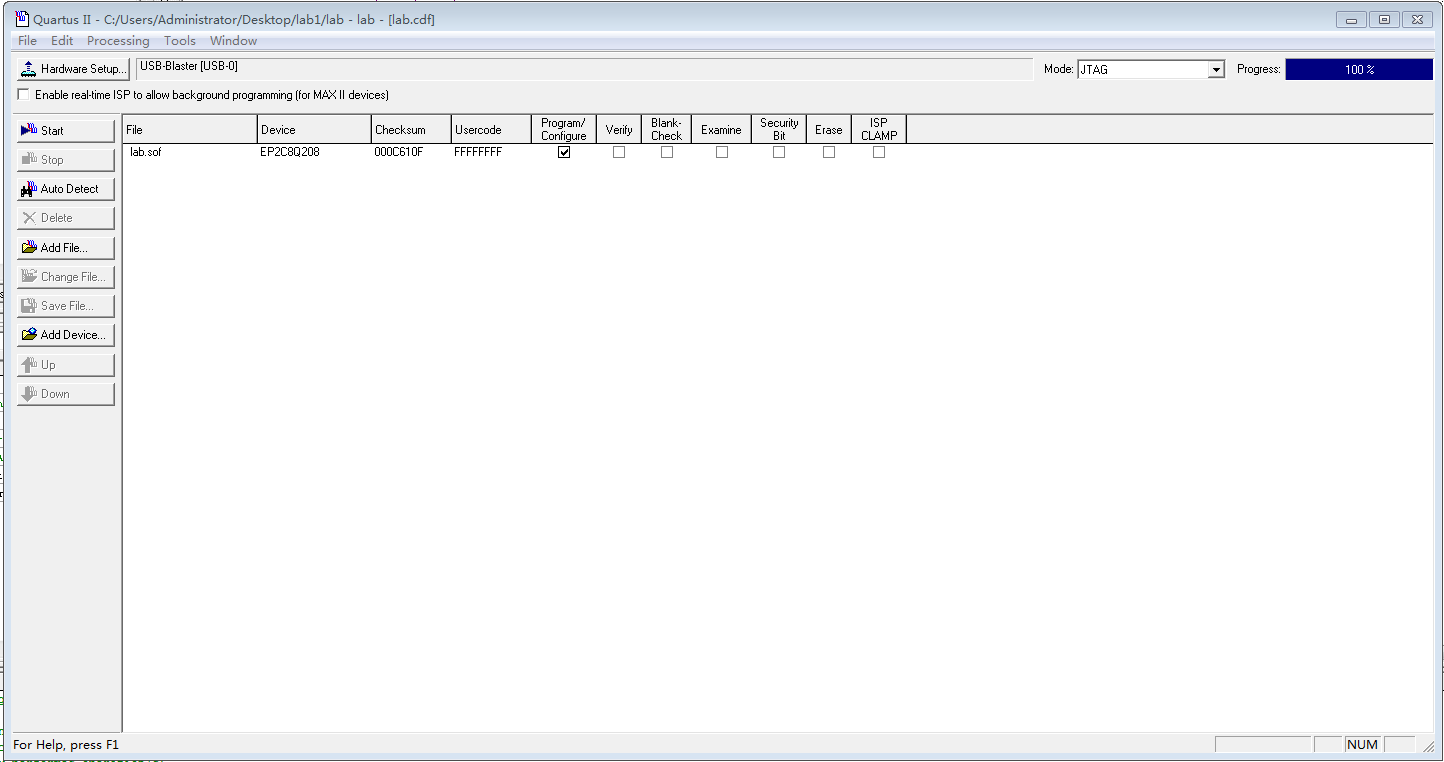 Quartus II - C:/Users/Administrator/Desktop/lab1/lab - lab - [lab.cdf]
File Edit Processing Tools Window
Hardware Setup... USB-Blaster [USB-0] Mode: JTAG Progress: 100 %
Enable real-time ISP to allow background programming (for MAX II devices)
Start
Stop
Auto Detect
Delete
Add File...
Change File...
Save File...
Add Device...
Up
Down
File Device Checksum Usercode Program/ Configure Verify Blank- Check Examine Security Bit Erase ISP CLAMP
lab.sof EP2C8Q208 000C610F FFFFFFFF
For Help, press F1 NUM